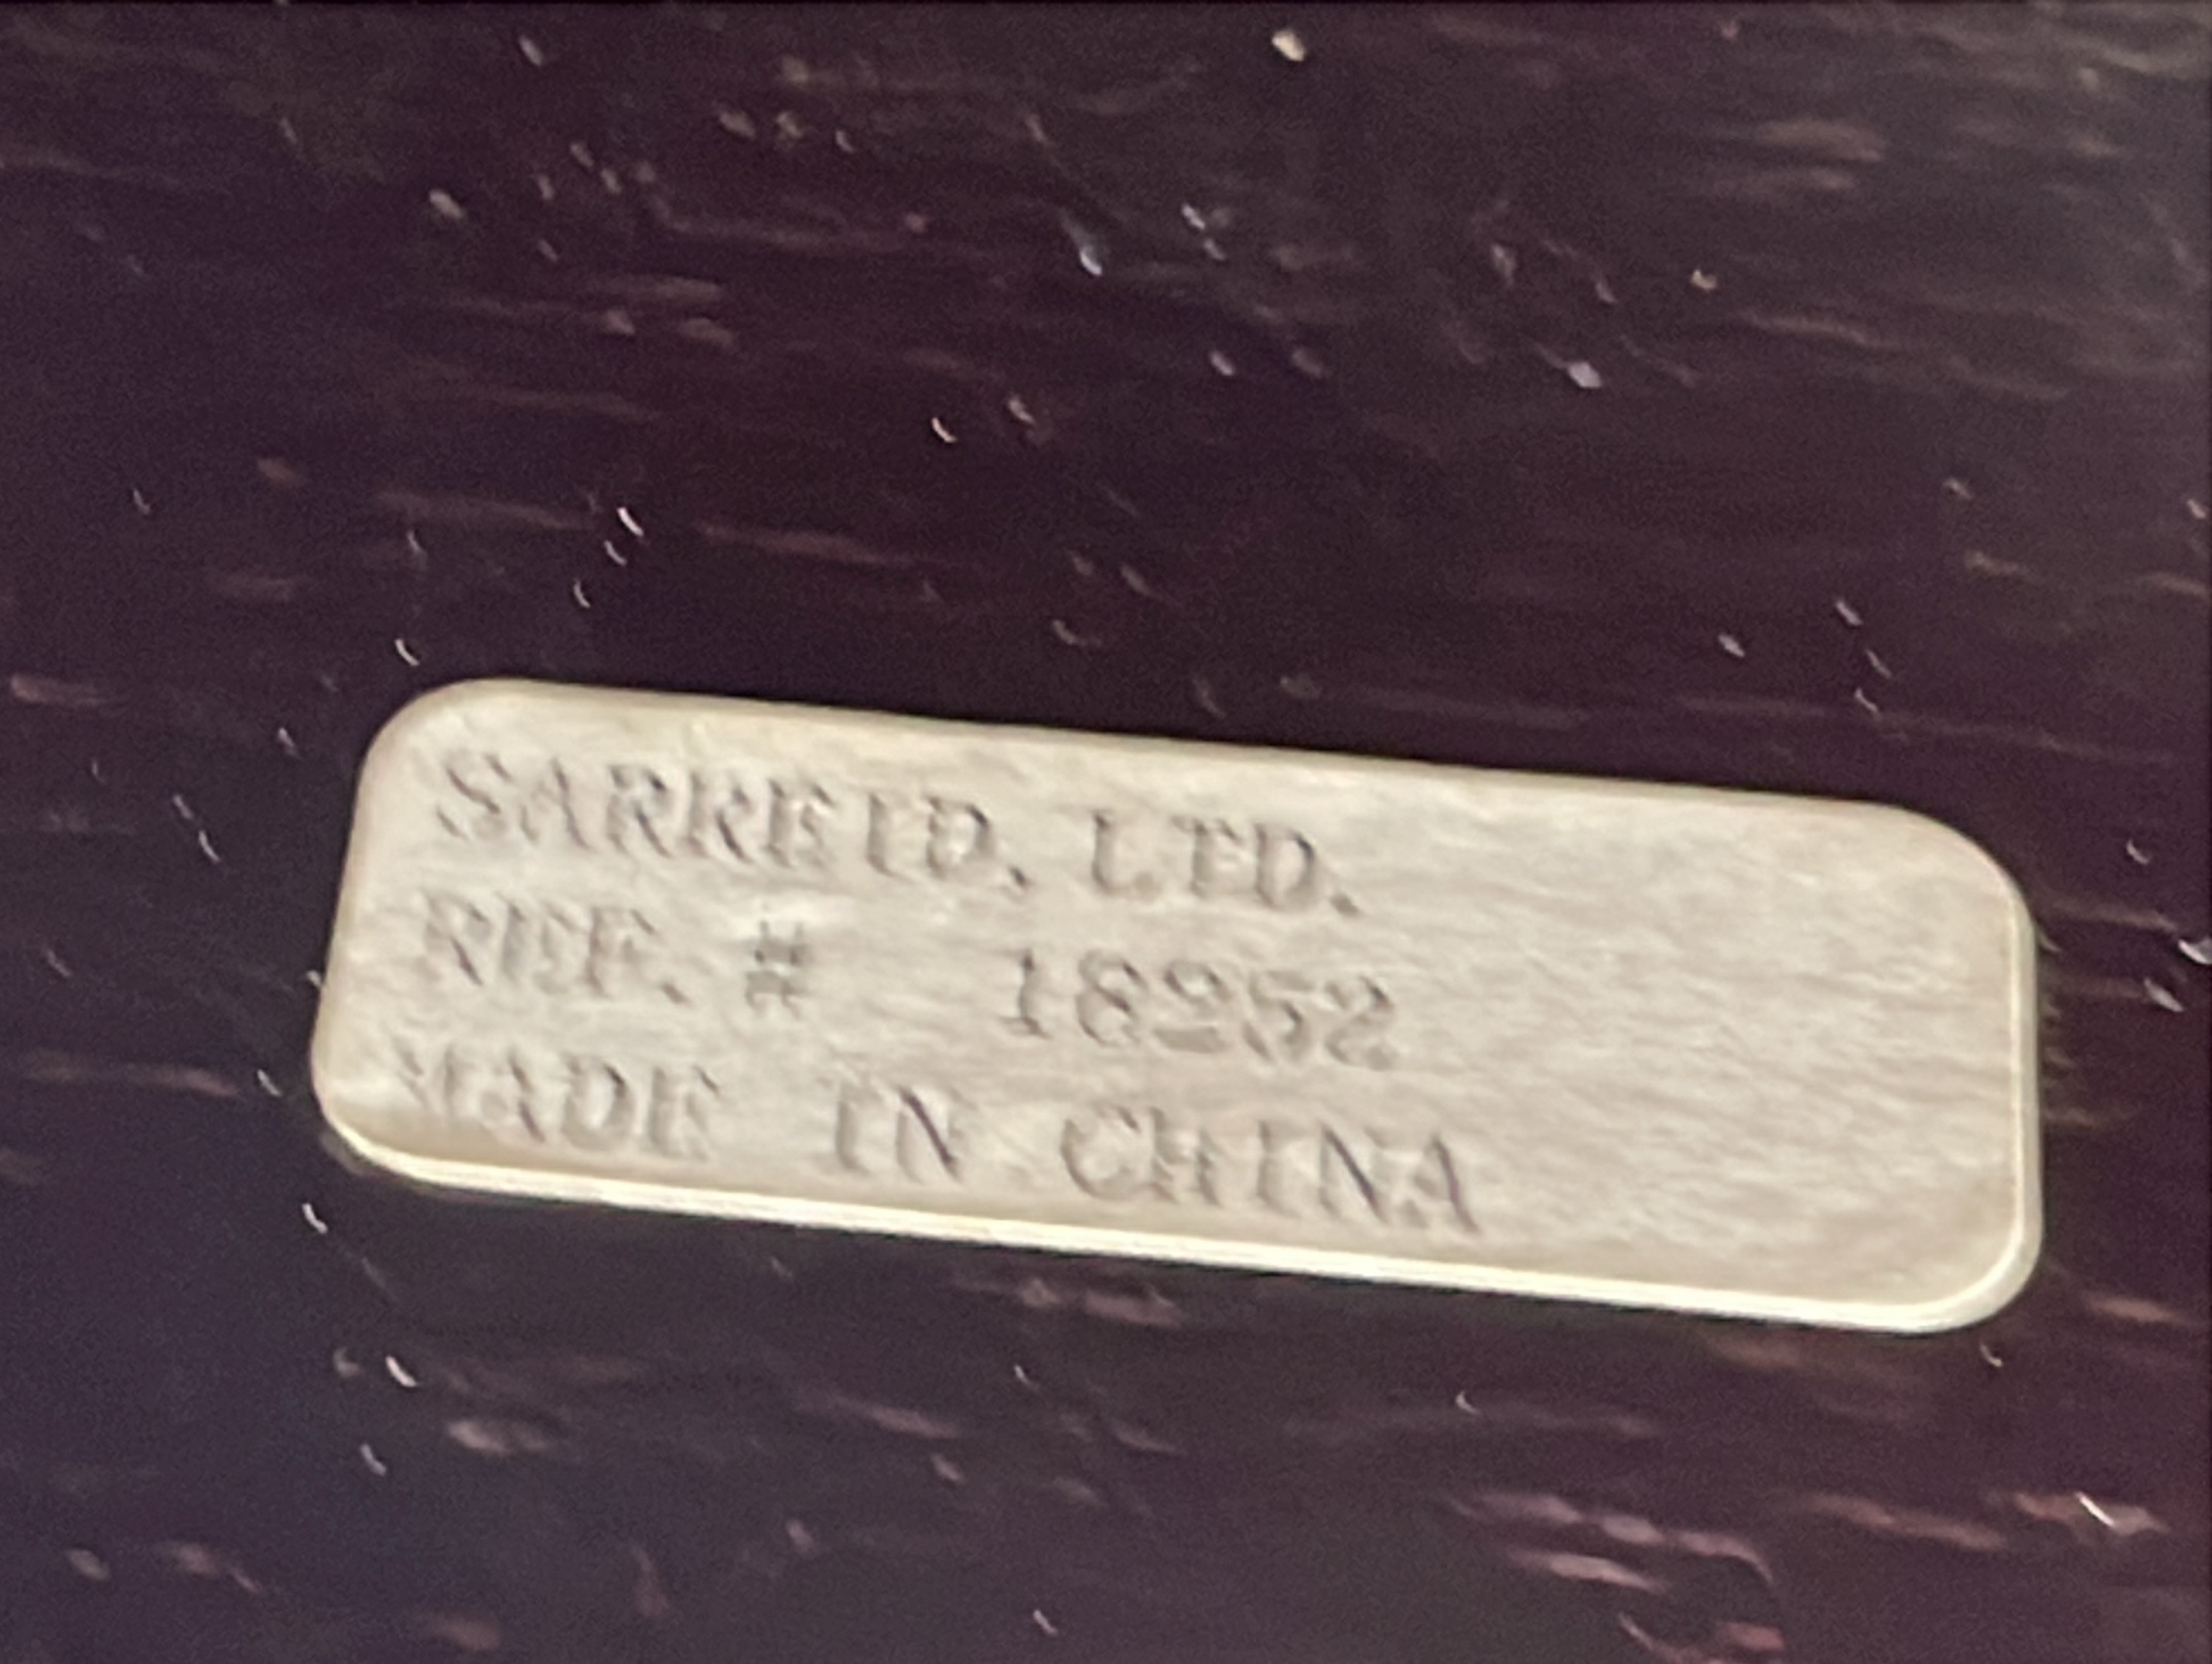 SARREID, LTD.
REF. # 18252
MADE IN CHINA